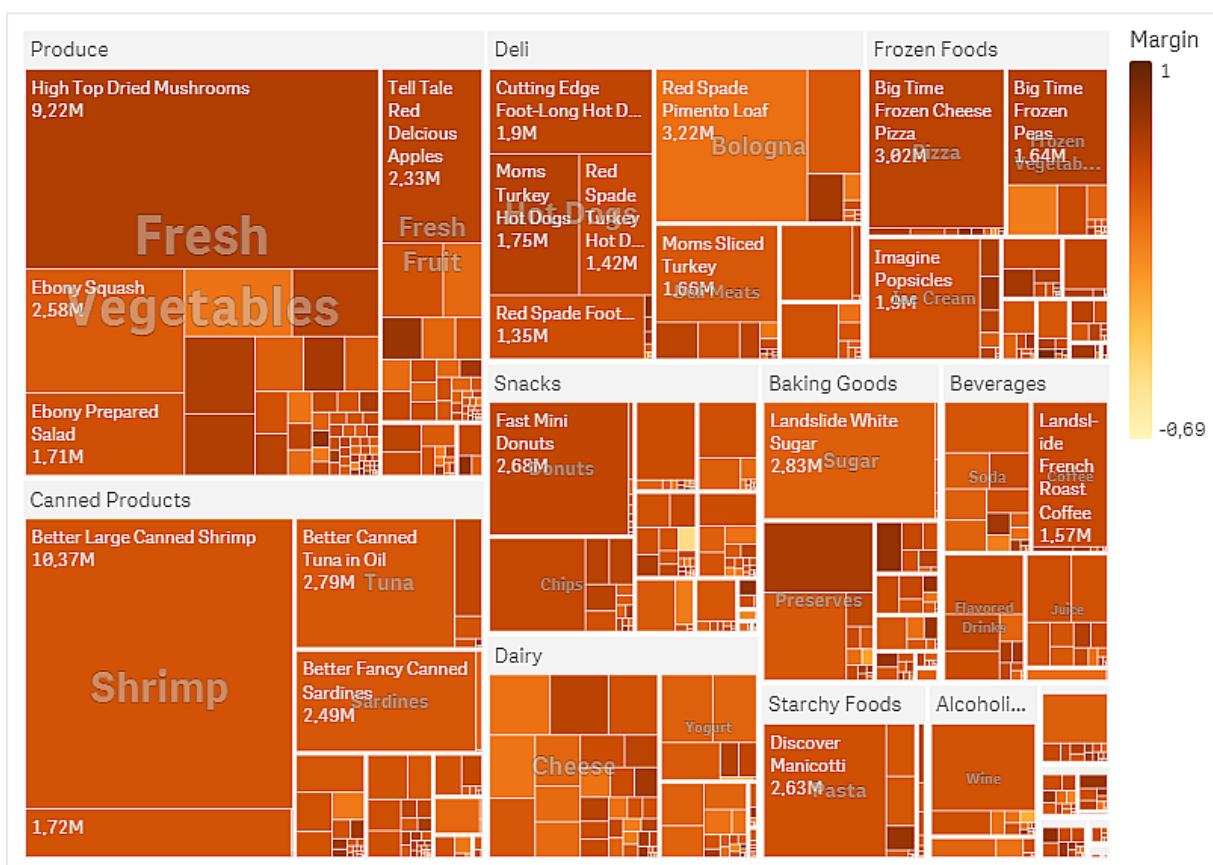 Produce
High Top Dried Mushrooms
9,22M
Fresh
Vegetables
Ebony Squash
2,58M
Ebony Prepared
Salad
1,71M
Tell Tale
Red
Delcious
Apples
2,33M
Fresh
Fruit
Canned Products
Better Large Canned Shrimp
10,37M
Shrimp
1,72M
Better Canned
Tuna in Oil
2,79M
Tuna
Better Fancy Canned
Sardines
2,49M
Sardines
Deli
Cutting Edge
Foot-Long Hot D...
1,9M
Moms
Turkey
Hot Dogs
1,75M
Red
Spade
Turkey
Hot D...
1,42M
Hot Dogs
Red Spade Foot...
1,35M
Red Spade
Pimento Loaf
3,22M
Bologna
Moms Sliced
Turkey
1,66M
Deli Meats
Frozen Foods
Big Time
Frozen Cheese
Pizza
3,02M
Pizza
Big Time
Frozen
Peas
1,64M
Frozen
Vegetab...
Imagine
Popsicles
1,9M
Ice Cream
Snacks
Fast Mini
Donuts
2,68M
Donuts
Chips
Dairy
Cheese
Yogurt
Baking Goods
Landslide White
Sugar
2,83M
Sugar
Preserves
Beverages
Soda
Landsl-
ide
French
Roast
Coffee
1,57M
Coffee
Flavored
Drinks
Juice
Starchy Foods
Discover
Manicotti
2,63M
Pasta
Alcoholi...
Wine
Margin
1
-0,69